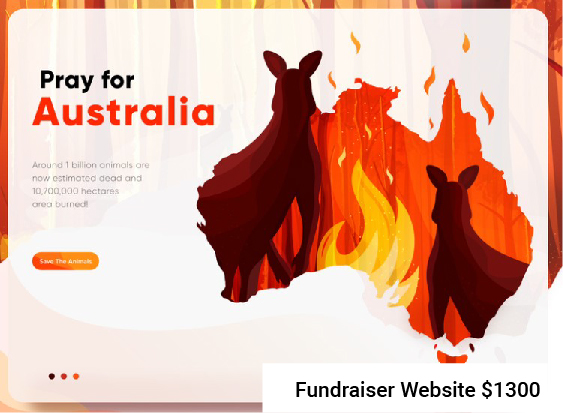 Pray for
Australia
Around 1 billion animals are
now estimated dead and
10,700,000 hectares
area burned!
Save The Animals
Fundraiser Website $1300